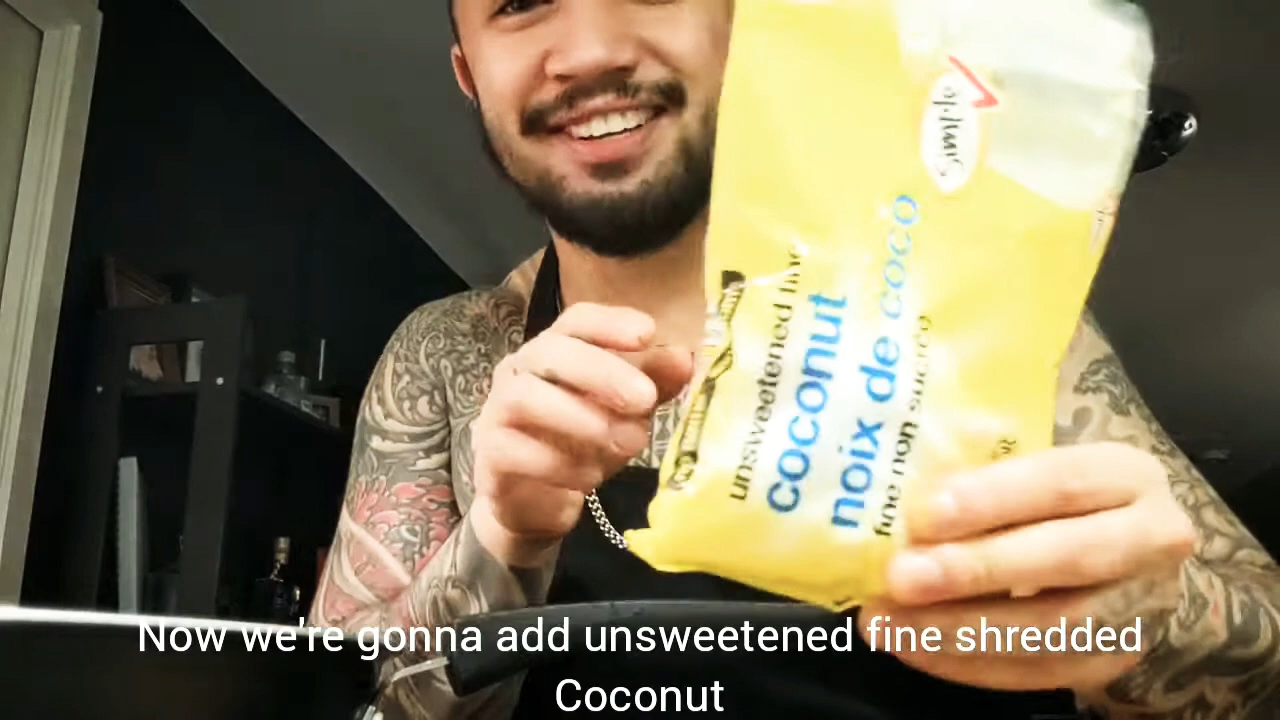 Simple
unsweetened fine
coconut
noix de coco
fine non sucrée
Now we're gonna add unsweetened fine shredded
Coconut